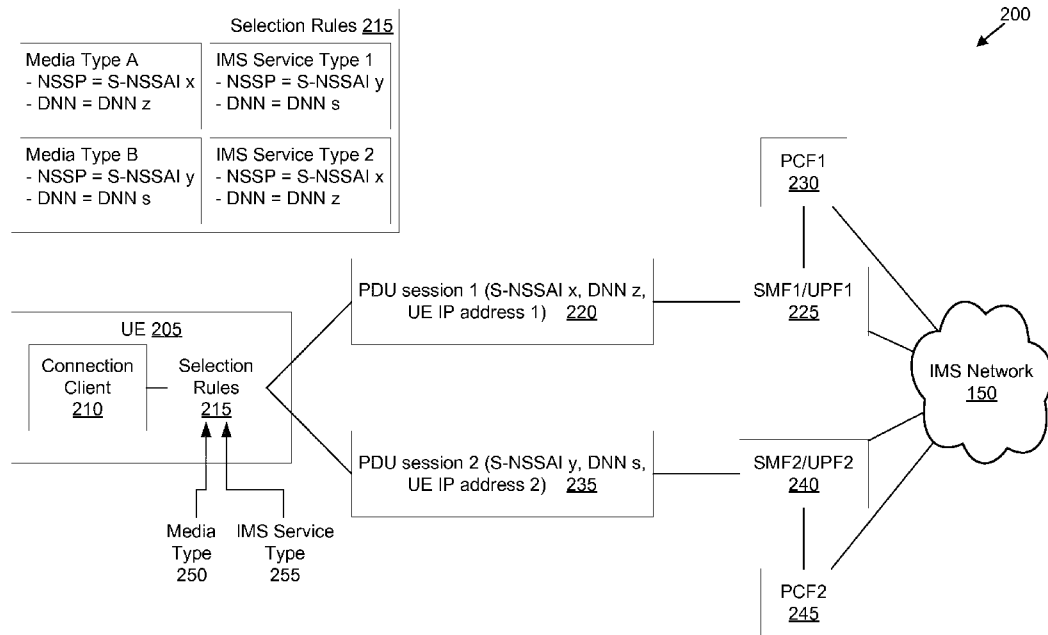 200
Selection Rules 215
Media Type A
- NSSP = S-NSSAI x
- DNN = DNN z
IMS Service Type 1
- NSSP = S-NSSAI y
- DNN = DNN s
Media Type B
- NSSP = S-NSSAI y
- DNN = DNN s
IMS Service Type 2
- NSSP = S-NSSAI x
- DNN = DNN z
PCF1
230
PDU session 1 (S-NSSAI x, DNN z,
UE IP address 1) 220
SMF1/UPF1
225
UE 205
Connection
Client
210
Selection
Rules
215
IMS Network
150
PDU session 2 (S-NSSAI y, DNN s,
UE IP address 2) 235
SMF2/UPF2
240
Media
Type
250
IMS Service
Type
255
PCF2
245